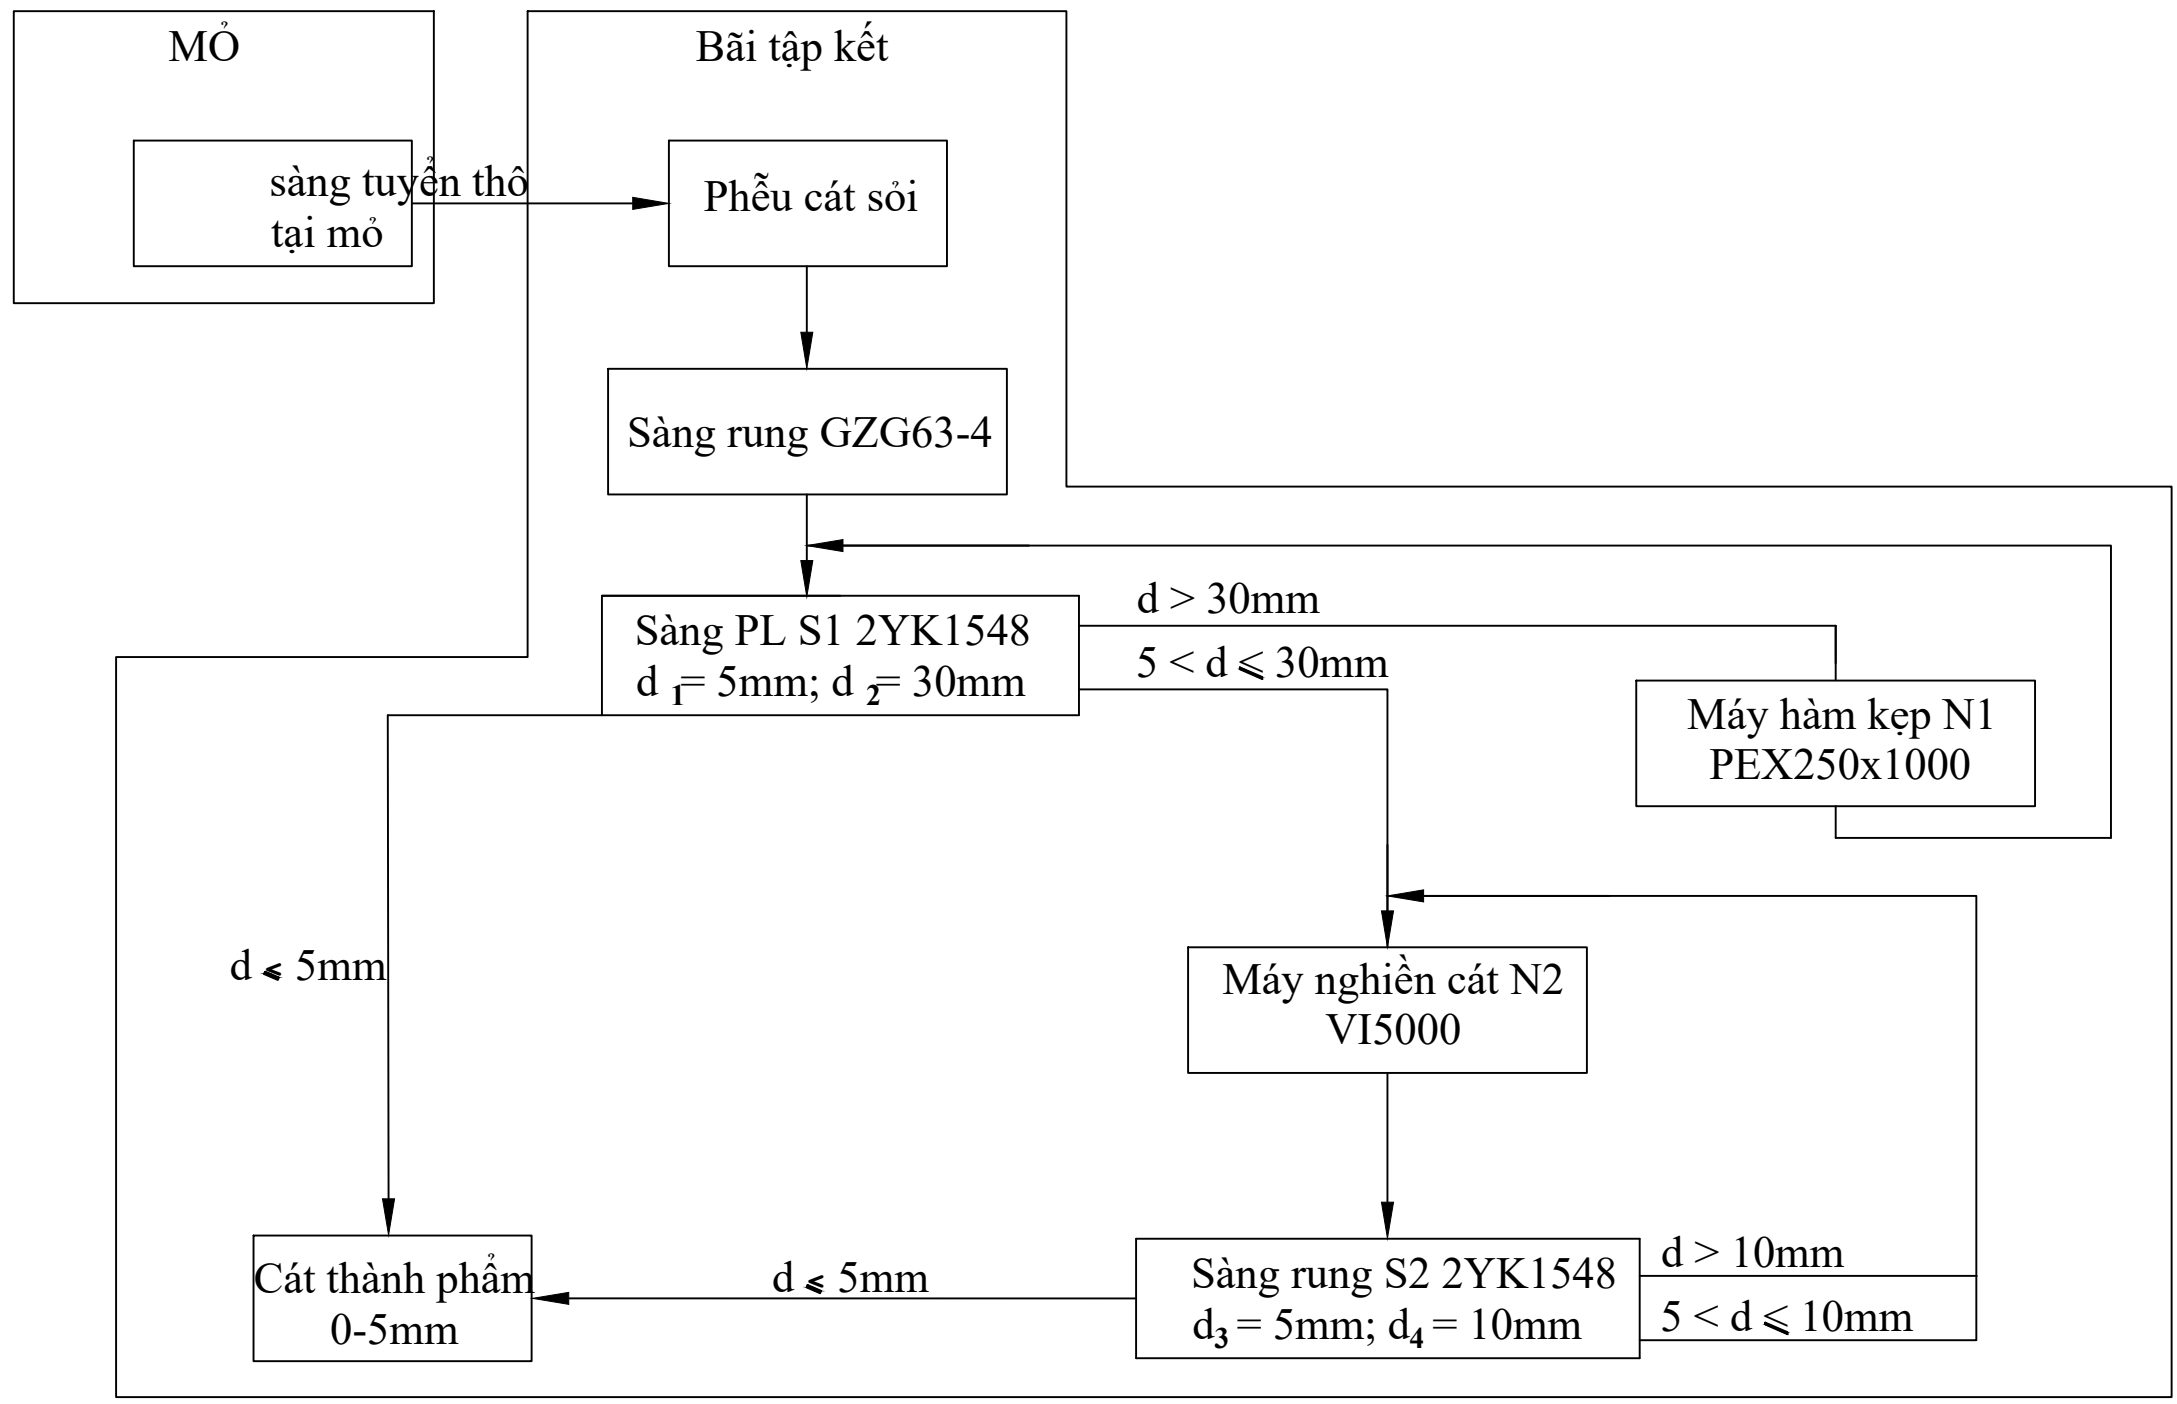 MỎ
Bãi tập kết
sàng tuyển thô
tại mỏ
Phễu cát sỏi
Sàng rung GZG63-4
Sàng PL S1 2YK1548
d 1= 5mm; d 2= 30mm
d > 30mm
5 < d ⩽ 30mm
Máy hàm kẹp N1
PEX250x1000
d ⩽ 5mm
Máy nghiền cát N2
VI5000
Cát thành phẩm
0-5mm
d ⩽ 5mm
Sàng rung S2 2YK1548
d3 = 5mm; d4 = 10mm
d > 10mm
5 < d ⩽ 10mm